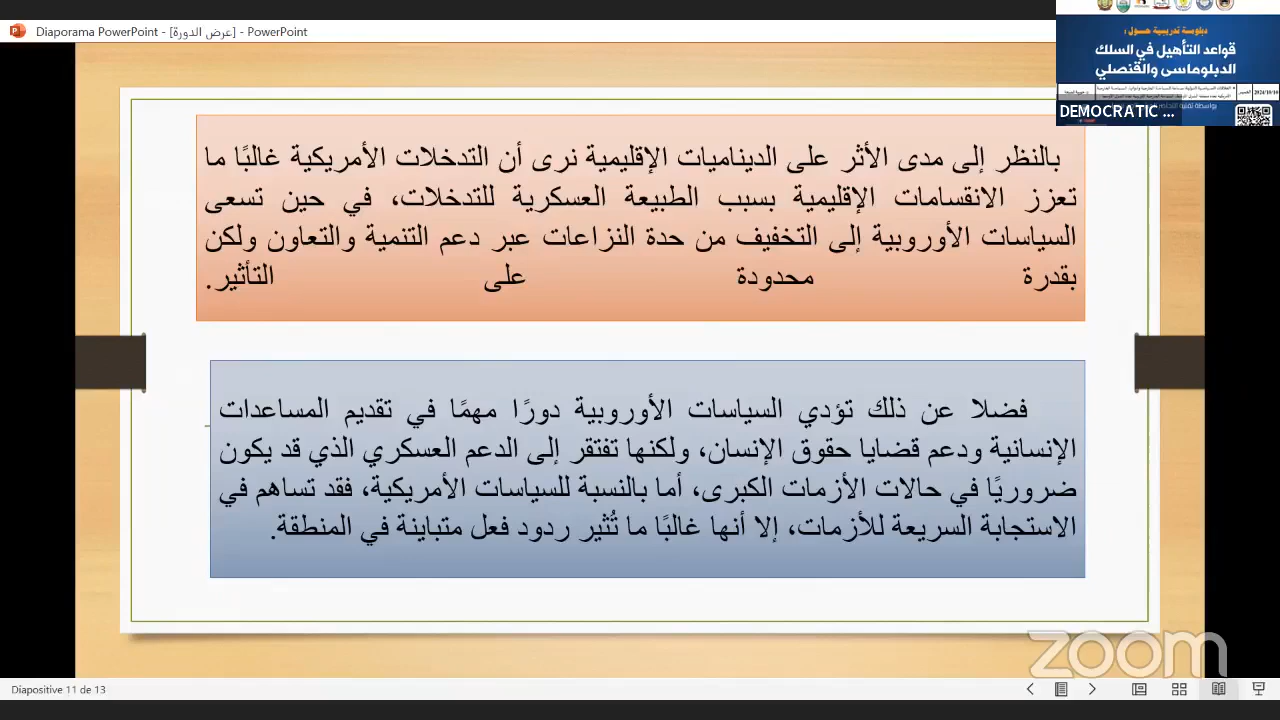 Diaporama PowerPoint - [عرض الدورة] - PowerPoint
دبلومة تدريبية حـــول :
قواعد التأهيل في السلك
الدبلوماسي والقنصلي
2024/10/10
DEMOCRATIC ...
بالنظر إلى مدى الأثر على الديناميات الإقليمية نرى أن التدخلات الأمريكية غالبًا ما
تعزز الانقسامات الإقليمية بسبب الطبيعة العسكرية للتدخلات، في حين تسعى
السياسات الأوروبية إلى التخفيف من حدة النزاعات عبر دعم التنمية والتعاون ولكن
بقدرة محدودة على التأثير.
فضلا عن ذلك تؤدي السياسات الأوروبية دورًا مهمًا في تقديم المساعدات
الإنسانية ودعم قضايا حقوق الإنسان، ولكنها تفتقر إلى الدعم العسكري الذي قد يكون
ضروريًا في حالات الأزمات الكبرى، أما بالنسبة للسياسات الأمريكية، فقد تساهم في
الاستجابة السريعة للأزمات، إلا أنها غالبًا ما تُثير ردود فعل متباينة في المنطقة.
zoom
Diapositive 11 de 13